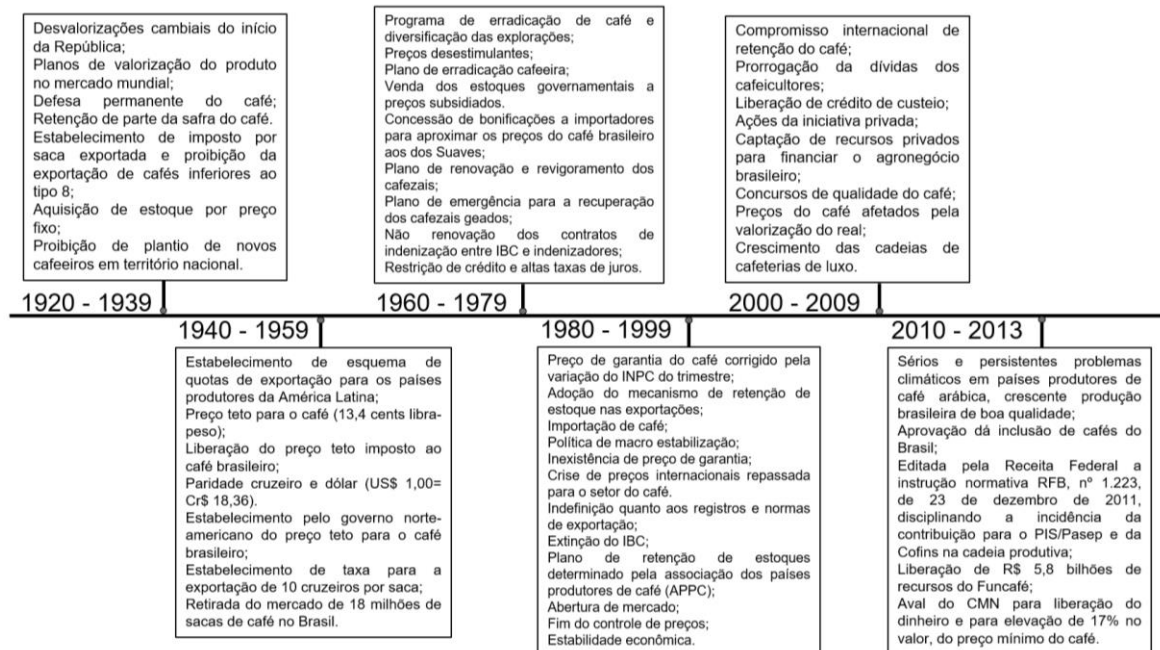 Desvalorizações cambiais do início
da República;
Planos de valorização do produto
no mercado mundial;
Defesa permanente do café;
Retenção de parte da safra do café.
Estabelecimento de imposto por
saca exportada e proibição da
exportação de cafés inferiores ao
tipo 8;
Aquisição de estoque por preço
fixo;
Proibição de plantio de novos
cafeeiros em território nacional.
1920 - 1939
Estabelecimento de esquema de
quotas de exportação para os países
produtores da América Latina;
Preço teto para o café (13,4 cents libra-
peso);
Liberação do preço teto imposto ao
café brasileiro;
Paridade cruzeiro e dólar (US$ 1,00=
Cr$ 18,36).
Estabelecimento pelo governo norte-
americano do preço teto para o café
brasileiro;
Estabelecimento de taxa para a
exportação de 10 cruzeiros por saca;
Retirada do mercado de 18 milhões de
sacas de café no Brasil.
1940 - 1959
Programa de erradicação de café e
diversificação das explorações;
Preços desestimulantes;
Plano de erradicação cafeeira;
Venda dos estoques governamentais a
preços subsidiados.
Concessão de bonificações a importadores
para aproximar os preços do café brasileiro
aos dos Suaves;
Plano de renovação e revigoramento dos
cafezais;
Plano de emergência para a recuperação
dos cafezais geados;
Não renovação dos contratos de
indenização entre IBC e indenizadores;
Restrição de crédito e altas taxas de juros.
1960 - 1979
1980 - 1999
Preço de garantia do café corrigido pela
variação do INPC do trimestre;
Adoção do mecanismo de retenção de
estoque nas exportações;
Importação de café;
Política de macro estabilização;
Inexistência de preço de garantia;
Crise de preços internacionais repassada
para o setor do café.
Indefinição quanto aos registros e normas
de exportação;
Extinção do IBC;
Plano de retenção de estoques
determinado pela associação dos países
produtores de café (APPC);
Abertura de mercado;
Fim do controle de preços;
Estabilidade econômica.
Compromisso internacional de
retenção do café;
Prorrogação da dívidas dos
cafeicultores;
Liberação de crédito de custeio;
Ações da iniciativa privada;
Captação de recursos privados
para financiar o agronegócio
brasileiro;
Concursos de qualidade do café;
Preços do café afetados pela
valorização do real;
Crescimento das cadeias de
cafeterias de luxo.
2000 - 2009
2010 - 2013
Sérios e persistentes problemas
climáticos em países produtores de
café arábica, crescente produção
brasileira de boa qualidade;
Aprovação dá inclusão de cafés do
Brasil;
Editada pela Receita Federal a
instrução normativa RFB, nº 1.223,
de 23 de dezembro de 2011,
disciplinando a incidência da
contribuição para o PIS/Pasep e da
Cofins na cadeia produtiva;
Liberação de R$ 5,8 bilhões de
recursos do Funcafé;
Aval do CMN para liberação do
dinheiro e para elevação de 17% no
valor, do preço mínimo do café.